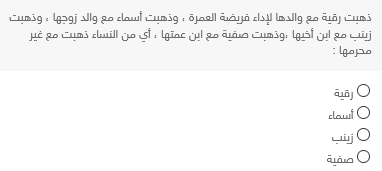 ذهبت رقية مع والدها لإداء فريضة العمرة ، وذهبت أسماء مع والد زوجها ، وذهبت
زينب مع ابن أخيها ،وذهبت صفية مع ابن عمتها ، أي من النساء ذهبت مع غير
محرمها :
رقية
أسماء
زينب
صفية